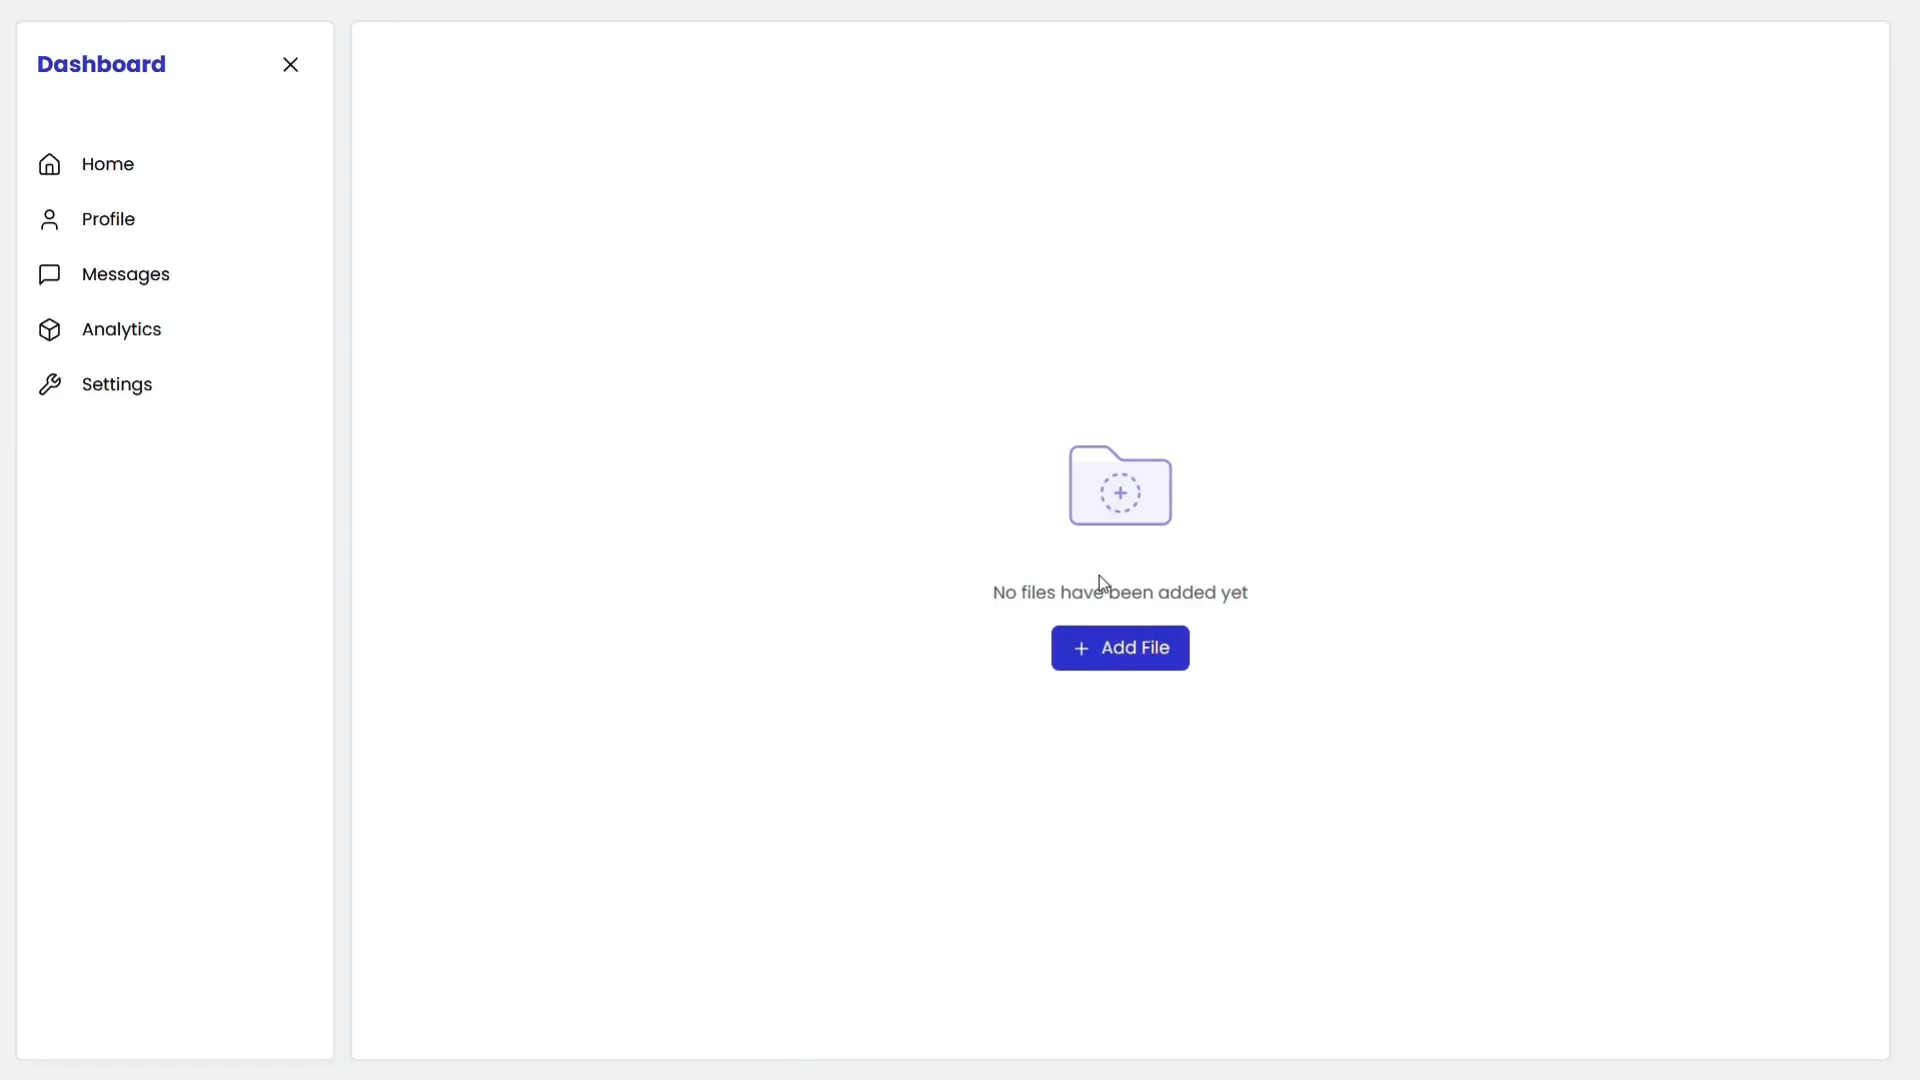 Dashboard
Home
Profile
Messages
Analytics
Settings
No files have been added yet
Add File